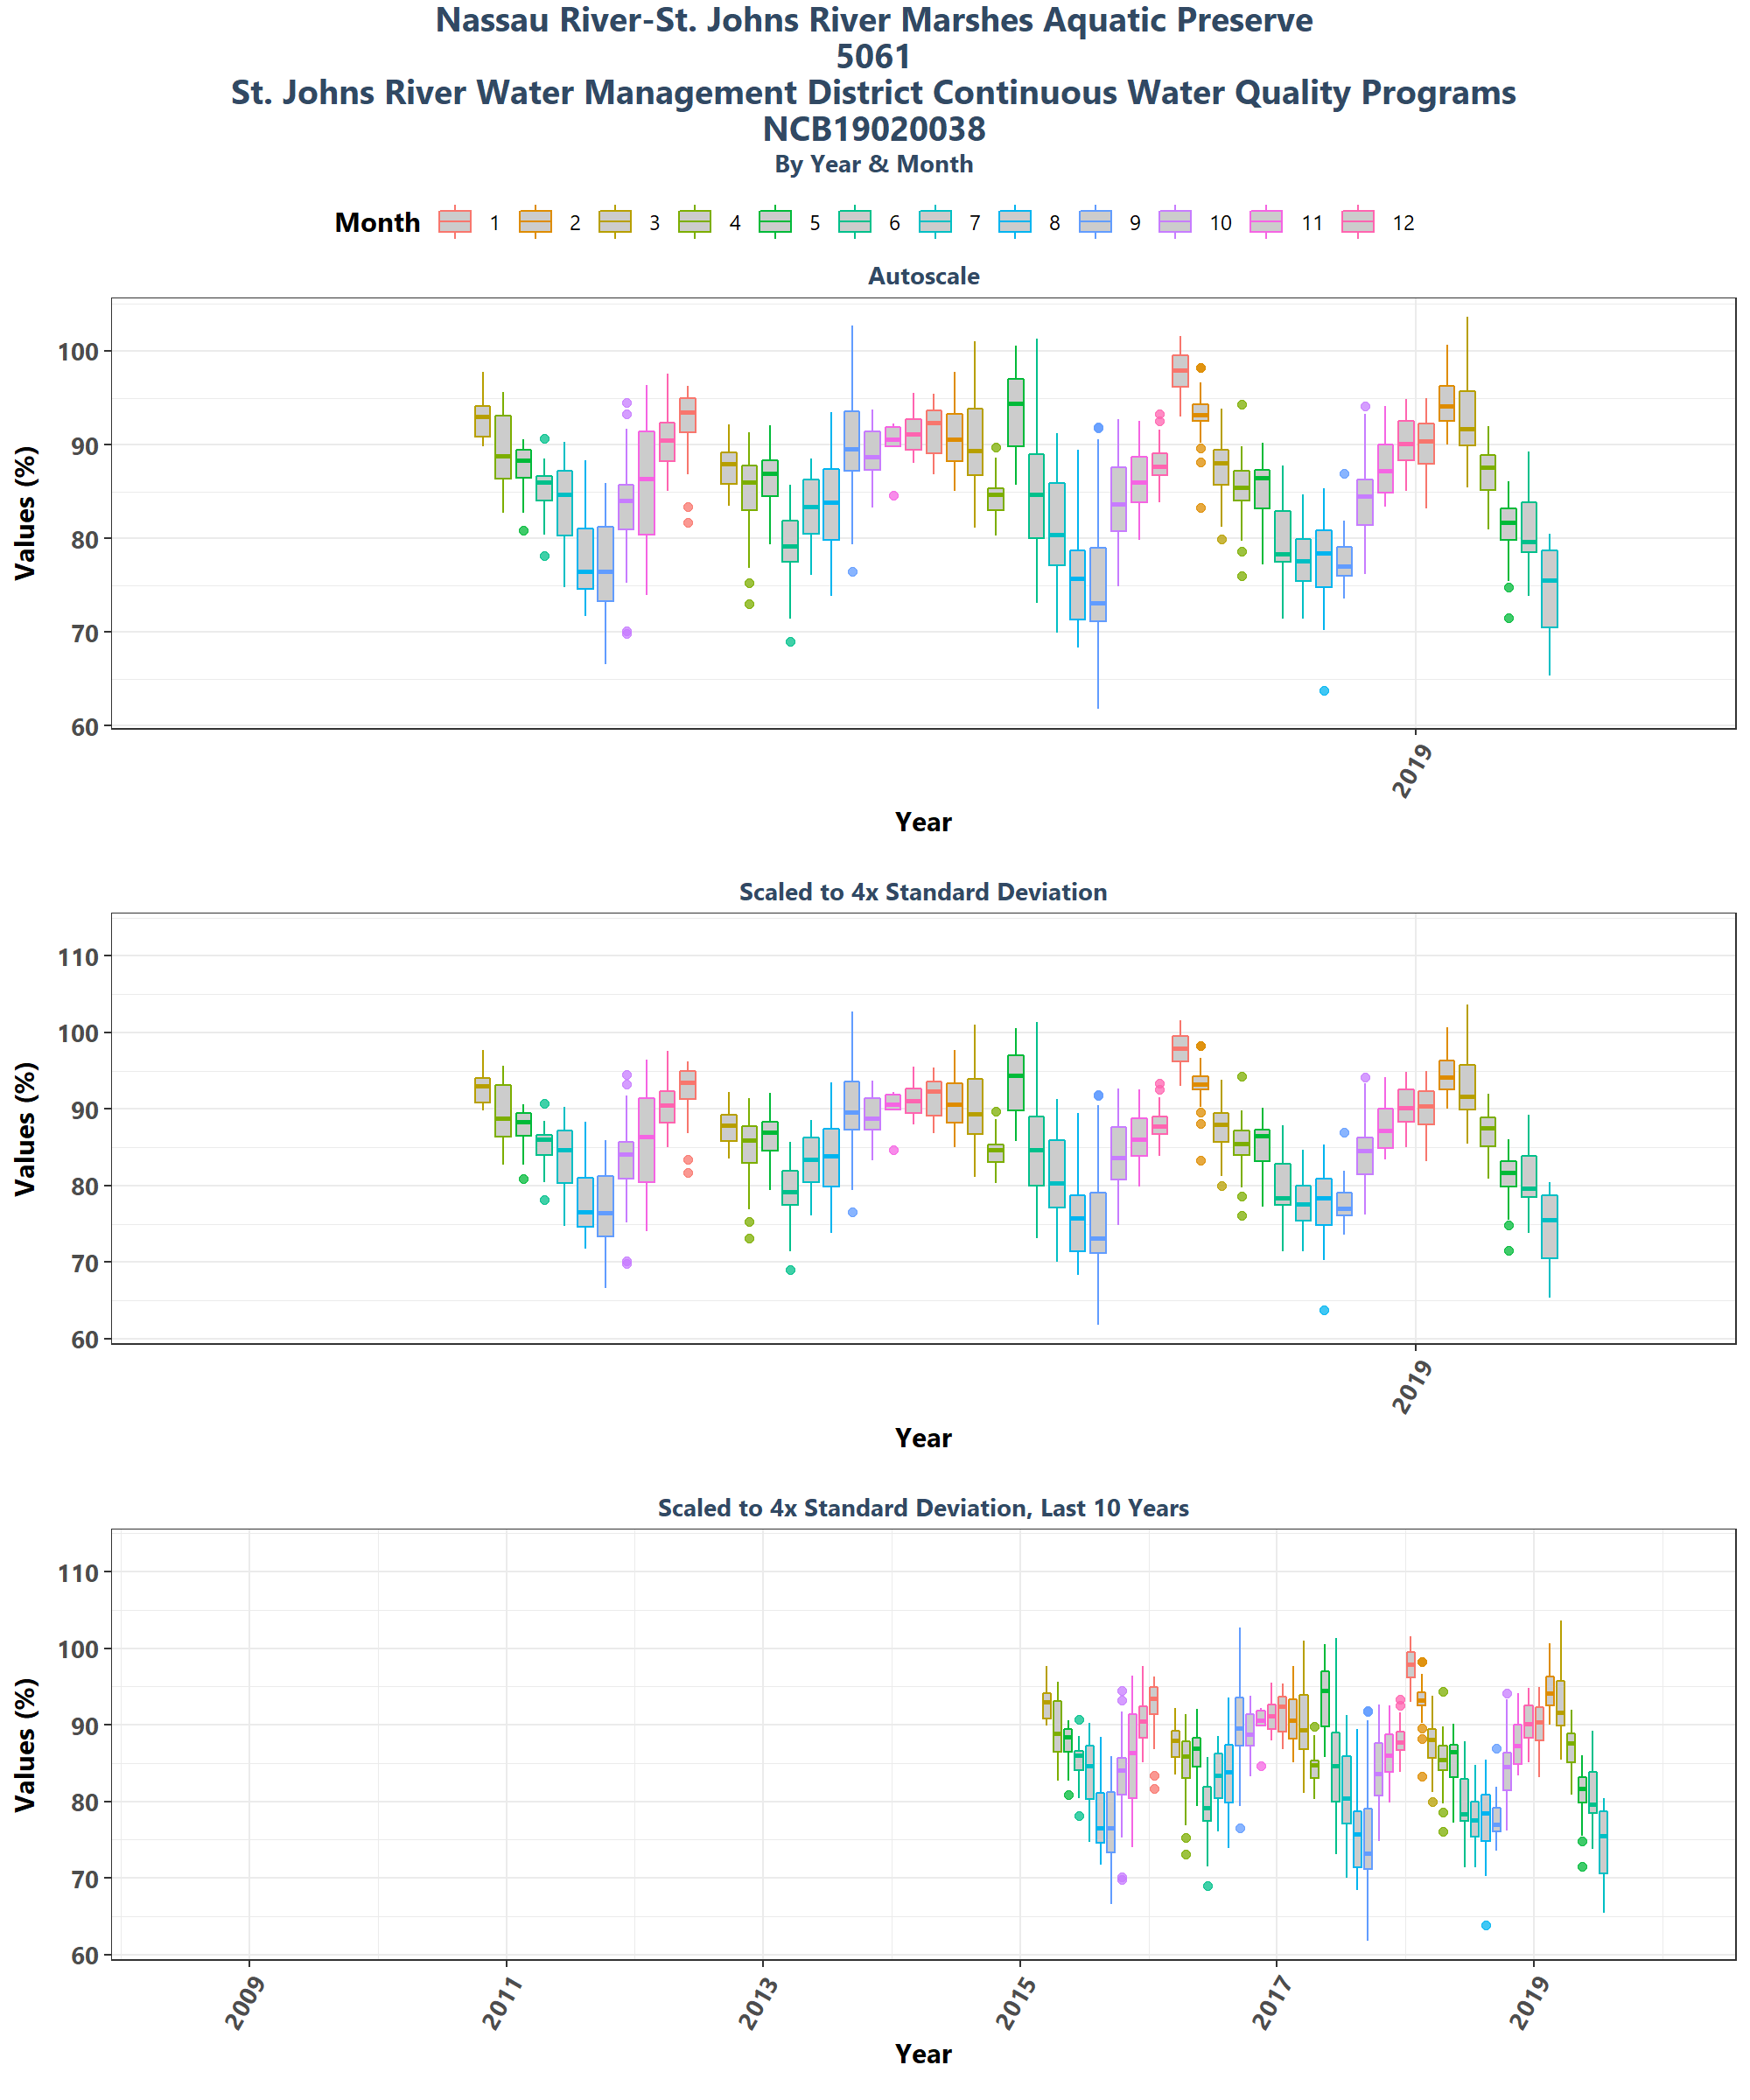 Nassau River-St. Johns River Marshes Aquatic Preserve
5061
St. Johns River Water Management District Continuous Water Quality Programs
NCB19020038
By Year & Month
Month 1 2 3 4 5 6 7 8 9 10 11 12
Autoscale
Values (%)
100
90
80
70
60
2019
Year
Scaled to 4x Standard Deviation
Values (%)
110
100
90
80
70
60
2019
Year
Scaled to 4x Standard Deviation, Last 10 Years
Values (%)
110
100
90
80
70
60
2009 2011 2013 2015 2017 2019
Year